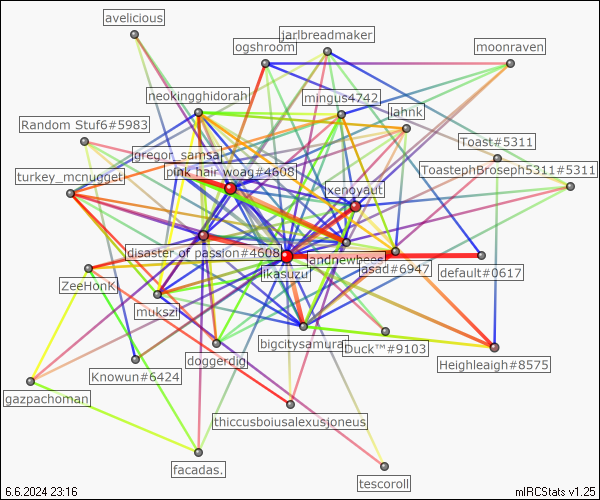 avelicious
jarlbreadmaker
ogshroom
moonraven
neokingghidorah
mingus4742
lahnk
Random Stuf6#5983
Toast#5311
gregor_samsa
pink hair woag#4608
ToastephBroseph5311#5311
turkey_mcnugget
xenoyaut
disaster of passion#4608
andnewbees
asad#6947
default#0617
likasuzu
ZeeHonK
mukszi
bigcitysamurai
Duck™#9103
doggerdig
Heighleigh#8575
Knowun#6424
gazpachoman
thiccusboiusalexusjoneus
facadas.
tescoroll
6.6.2024 23:16
mIRCStats v1.25